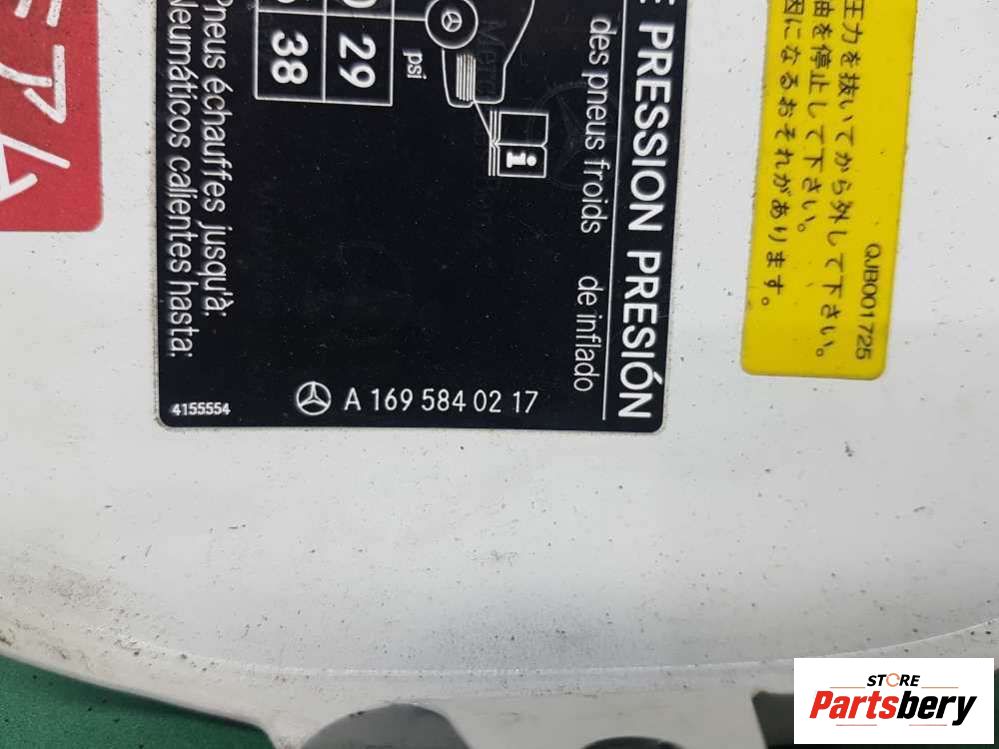 E PRESSION PRESIÓN
des pneus froids de inflado
29
38
psi
i
Pneus échauffes jusqu'à:
Neumáticos calientes hasta:
A 169 584 02 17
4155554
圧力を抜いてから外して下さい。
油を停止して下さい。
因になるおそれがあります。
QJB001725
STORE
Partsbery